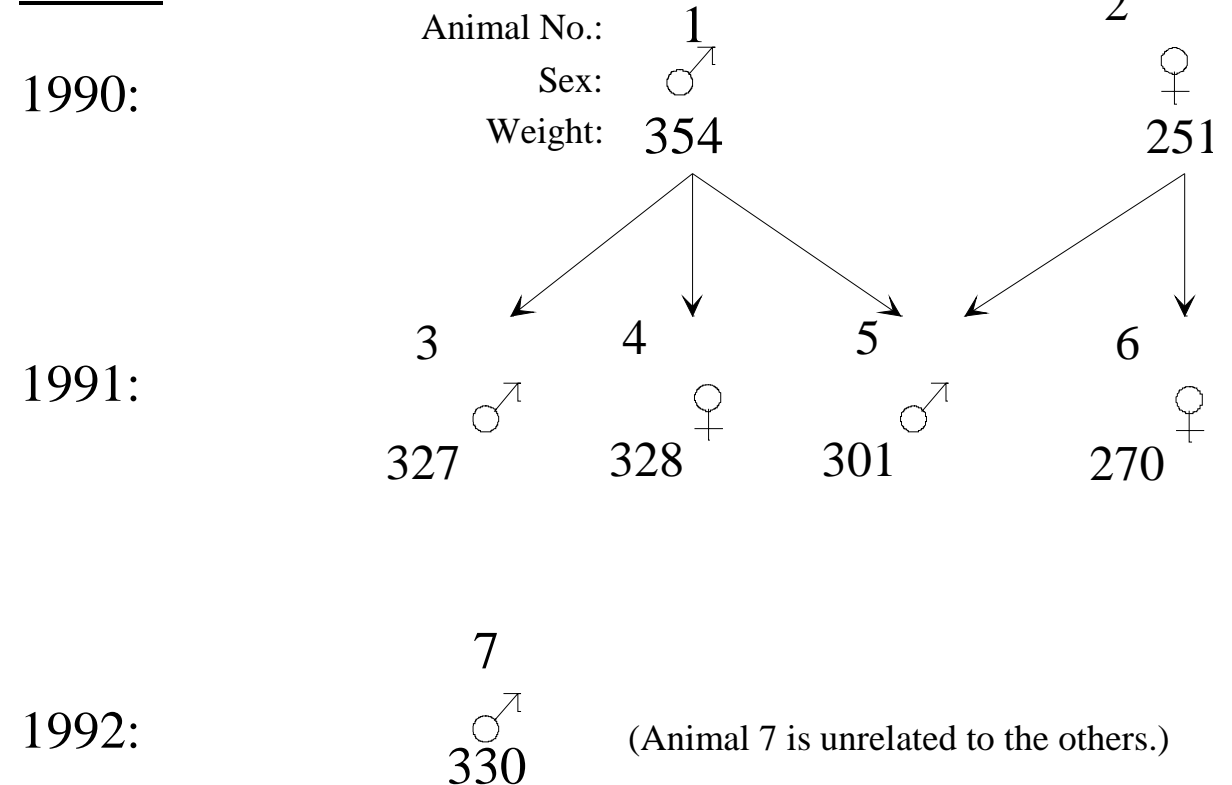 Animal No.: 1 2
1990: Sex: ♂ ♀
Weight: 354 251
3 4 5 6
1991: ♂ ♀ ♂ ♀
327 328 301 270
7
1992: ♂ (Animal 7 is unrelated to the others.)
330